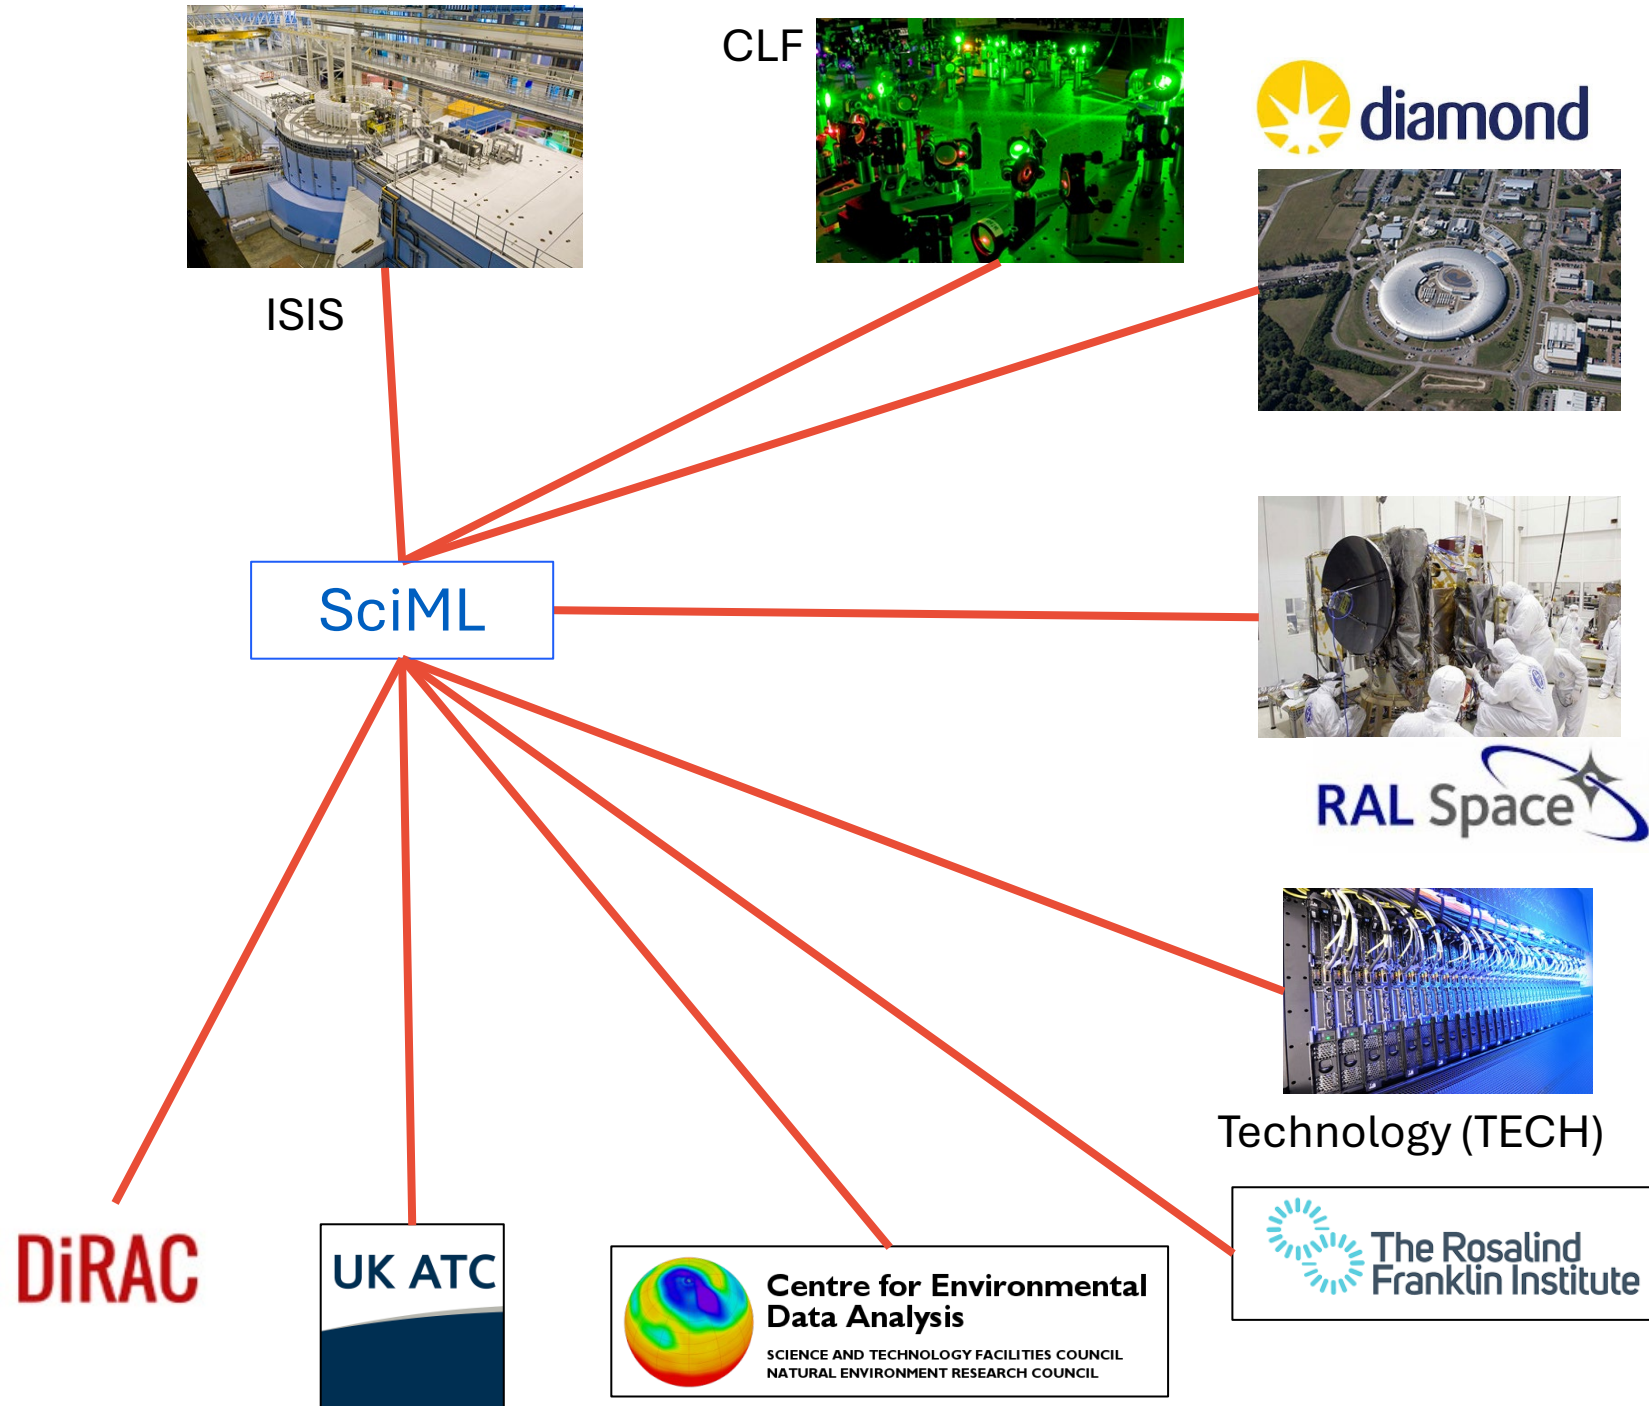 CLF
diamond
ISIS
SciML
RAL Space
Technology (TECH)
DiRAC
UK ATC
Centre for Environmental
Data Analysis
SCIENCE AND TECHNOLOGY FACILITIES COUNCIL
NATURAL ENVIRONMENT RESEARCH COUNCIL
The Rosalind
Franklin Institute